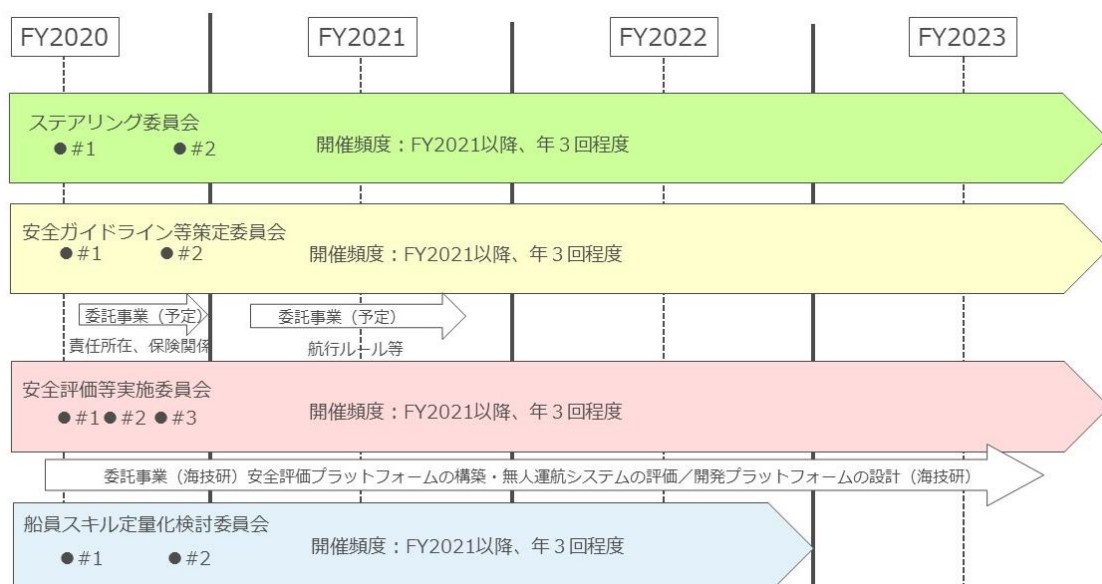 FY2020 FY2021 FY2022 FY2023
ステアリング委員会
●#1 ●#2 開催頻度：FY2021以降、年３回程度
安全ガイドライン等策定委員会
●#1 ●#2 開催頻度：FY2021以降、年３回程度
委託事業（予定） 委託事業（予定）
責任所在、保険関係 航行ルール等
安全評価等実施委員会
●#1 ●#2 ●#3 開催頻度：FY2021以降、年３回程度
委託事業（海技研）安全評価プラットフォームの構築・無人運航システムの評価／開発プラットフォームの設計（海技研）
船員スキル定量化検討委員会
●#1 ●#2 開催頻度：FY2021以降、年３回程度